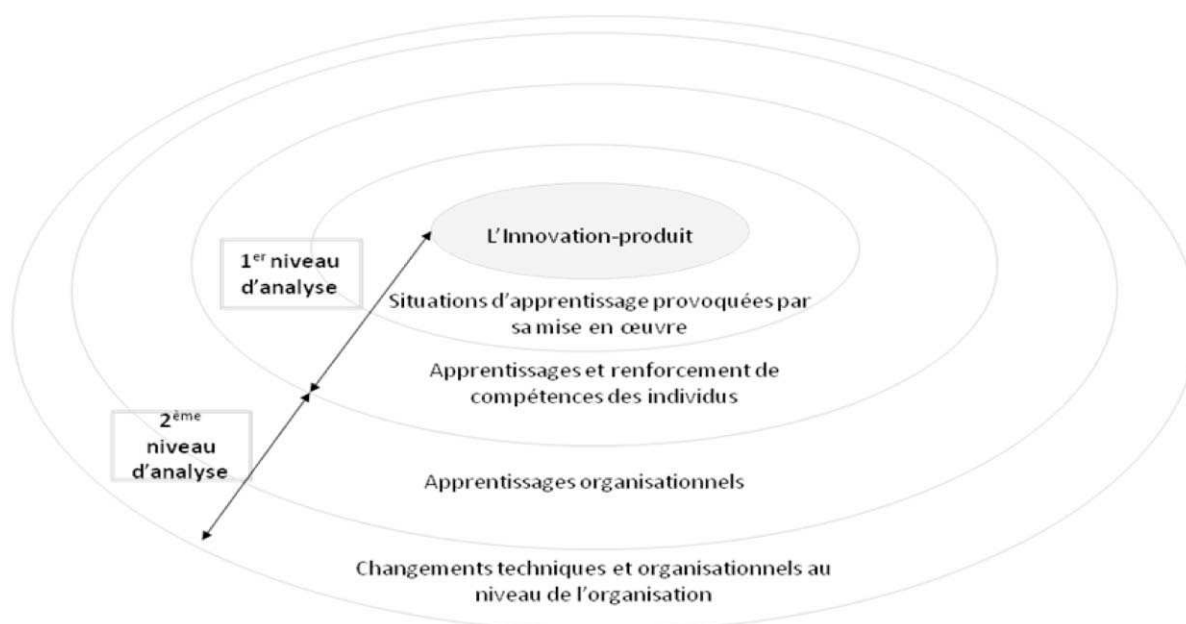 L'Innovation-produit
1er niveau
d'analyse
Situations d'apprentissage provoquées par
sa mise en œuvre
Apprentissages et renforcement de
compétences des individus
2ème
niveau
d'analyse
Apprentissages organisationnels
Changements techniques et organisationnels au
niveau de l'organisation